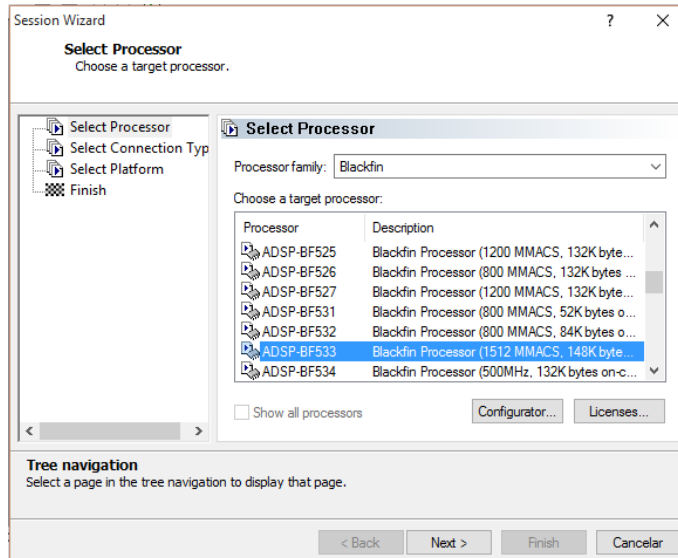 Session Wizard ? X
Select Processor
Choose a target processor.
Select Processor
Select Connection Typ
Select Platform
Finish
Select Processor
Processor family: Blackfin
Choose a target processor:
Processor Description
ADSP-BF525 Blackfin Processor (1200 MMACS, 132K byte...
ADSP-BF526 Blackfin Processor (800 MMACS, 132K bytes ...
ADSP-BF527 Blackfin Processor (1200 MMACS, 132K byte...
ADSP-BF531 Blackfin Processor (800 MMACS, 52K bytes o...
ADSP-BF532 Blackfin Processor (800 MMACS, 84K bytes o...
ADSP-BF533 Blackfin Processor (1512 MMACS, 148K byte...
ADSP-BF534 Blackfin Processor (500MHz, 132K bytes on-c...
Show all processors Configurator... Licenses...
Tree navigation
Select a page in the tree navigation to display that page.
< Back Next > Finish Cancelar